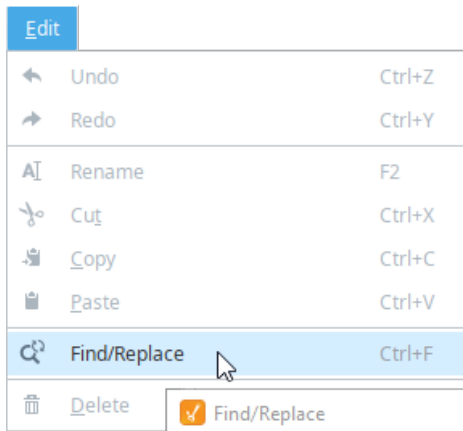 Edit
Undo Ctrl+Z
Redo Ctrl+Y
Rename F2
Cut Ctrl+X
Copy Ctrl+C
Paste Ctrl+V
Find/Replace Ctrl+F
Delete
Find/Replace